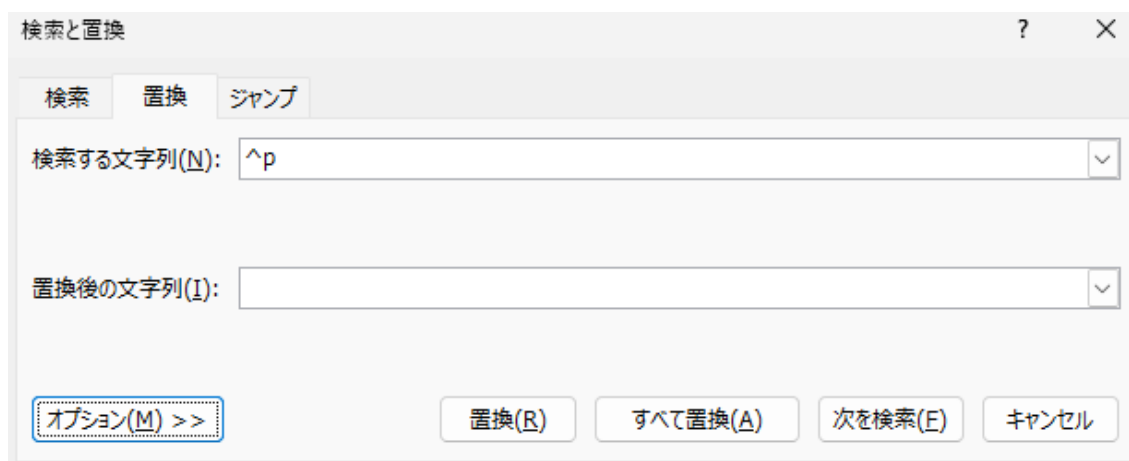 検索と置換 ?
検索 置換 ジャンプ
検索する文字列(N): ^p
置換後の文字列(I):
オプション(M) >> 置換(R) すべて置換(A) 次を検索(F) キャンセル